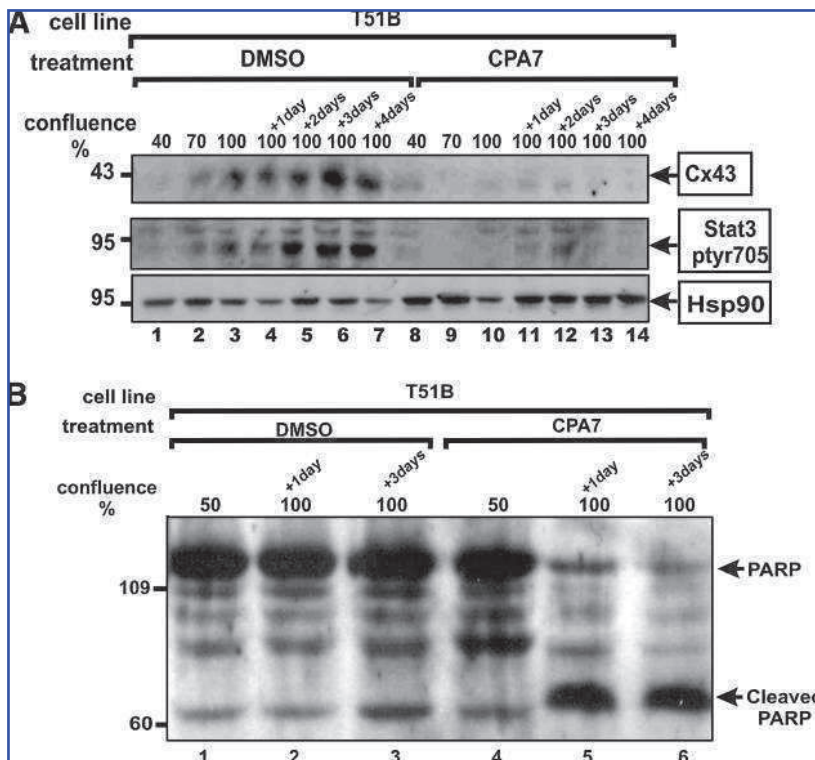 A
cell line T51B
treatment DMSO CPA7
+1day +2days +3days +4days +1day +2days +3days +4days
confluence 40 70 100 100 100 100 100 40 70 100 100 100 100 100
%
43 Cx43
95 Stat3
ptyr705
95 Hsp90
1 2 3 4 5 6 7 8 9 10 11 12 13 14
B
cell line T51B
treatment DMSO CPA7
+1day +3days +1day +3days
confluence 50 100 100 50 100 100
%
PARP
109
Cleaved
PARP
60
1 2 3 4 5 6